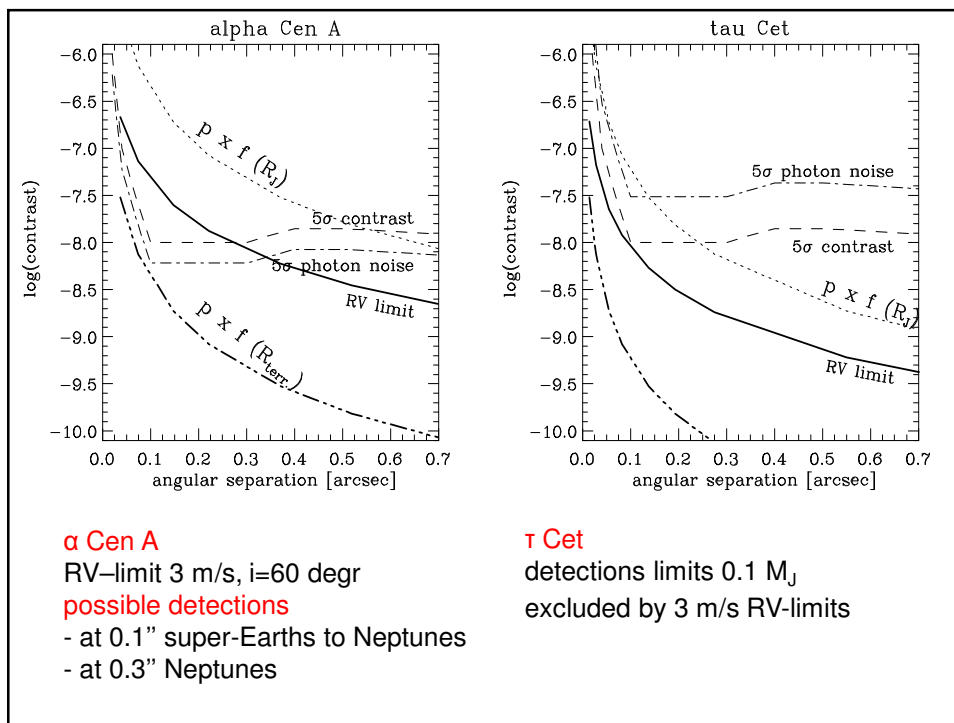 alpha Cen A
-6.0
-6.5
-7.0
-7.5
-8.0
-8.5
-9.0
-9.5
-10.0
log(contrast)
p x f (R_J)
5σ contrast
5σ photon noise
RV limit
p x f (R_terr.)
0.0 0.1 0.2 0.3 0.4 0.5 0.6 0.7
angular separation [arcsec]
tau Cet
-6.0
-6.5
-7.0
-7.5
-8.0
-8.5
-9.0
-9.5
-10.0
log(contrast)
5σ photon noise
5σ contrast
p x f (R_J)
RV limit
0.0 0.1 0.2 0.3 0.4 0.5 0.6 0.7
angular separation [arcsec]
α Cen A
RV–limit 3 m/s, i=60 degr
possible detections
- at 0.1’’ super-Earths to Neptunes
- at 0.3’’ Neptunes
τ Cet
detections limits 0.1 M_J
excluded by 3 m/s RV-limits